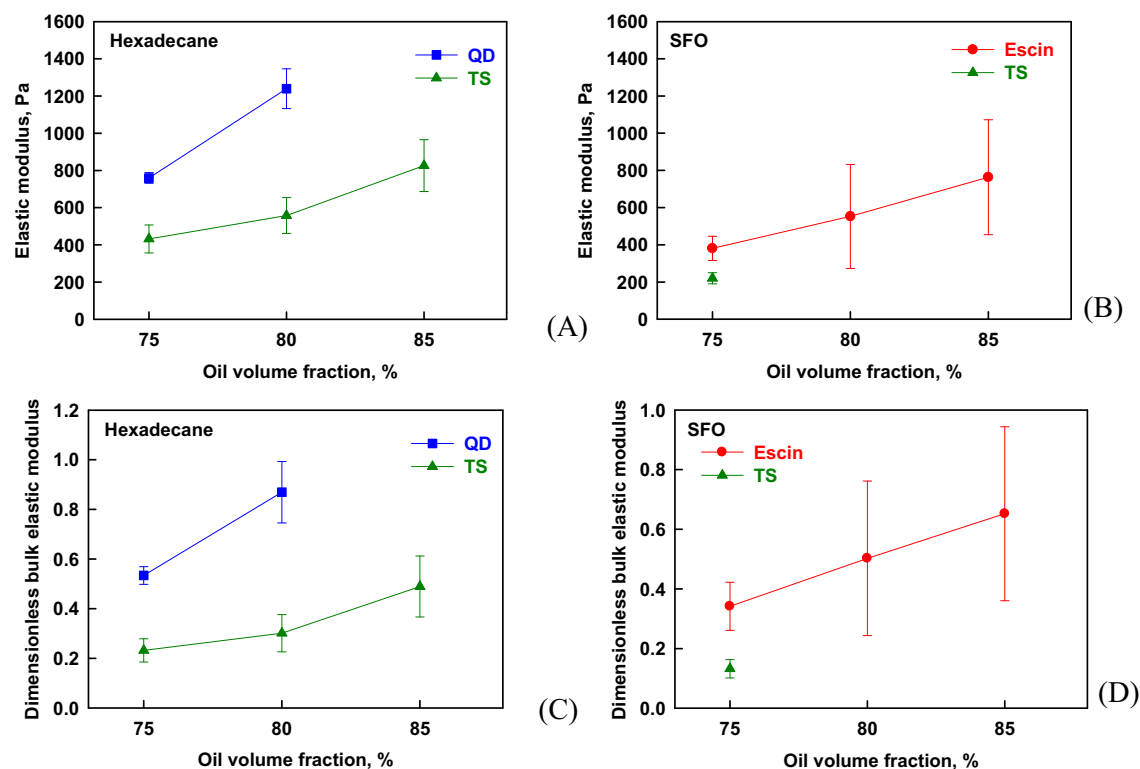 Hexadecane
QD
TS
1600
1400
1200
1000
800
600
400
200
0
Elastic modulus, Pa
75 80 85
Oil volume fraction, %
(A)
SFO
Escin
TS
1600
1400
1200
1000
800
600
400
200
0
Elastic modulus, Pa
75 80 85
Oil volume fraction, %
(B)
Hexadecane
QD
TS
1.2
1.0
0.8
0.6
0.4
0.2
0.0
Dimensionless bulk elastic modulus
75 80 85
Oil volume fraction, %
(C)
SFO
Escin
TS
1.0
0.8
0.6
0.4
0.2
0.0
Dimensionless bulk elastic modulus
75 80 85
Oil volume fraction, %
(D)